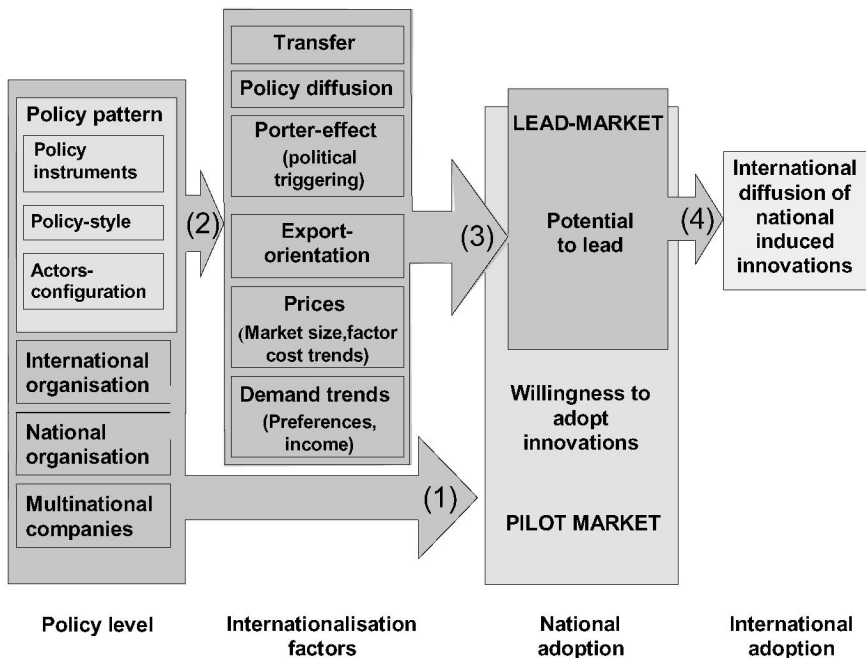 Policy pattern
Policy
instruments
Policy-style
Actors-
configuration
International
organisation
National
organisation
Multinational
companies
(2)
Transfer
Policy diffusion
Porter-effect
(political
triggering)
Export-
orientation
Prices
(Market size,factor
cost trends)
Demand trends
(Preferences,
income)
(1)
(3)
LEAD-MARKET
Potential
to lead
Willingness to
adopt
innovations
PILOT MARKET
(4)
International
diffusion of
national
induced
innovations
Policy level
Internationalisation
factors
National
adoption
International
adoption